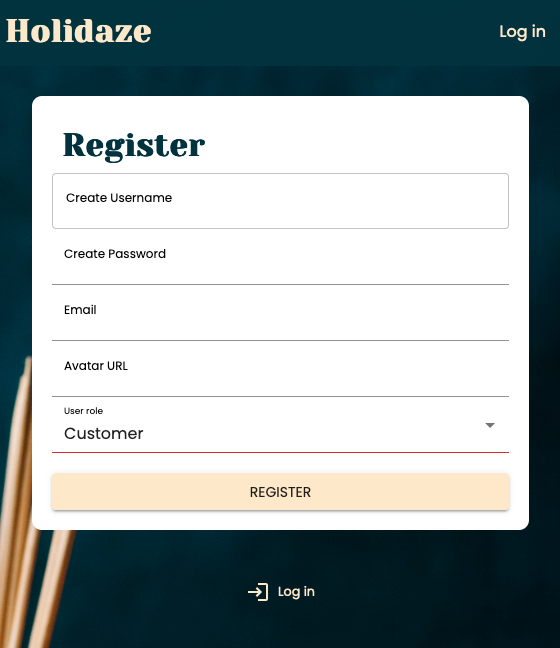 Holidaze
Log in
Register
Create Username
Create Password
Email
Avatar URL
User role
Customer
REGISTER
Log in